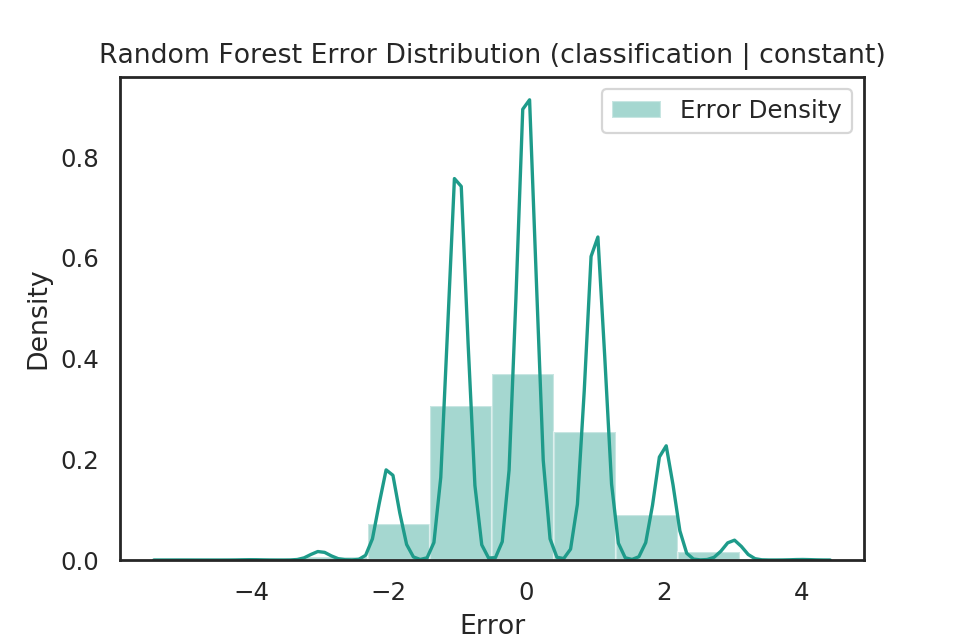 Random Forest Error Distribution (classification | constant)
Error Density
Density
0.8
0.6
0.4
0.2
0.0
−4 −2 0 2 4
Error